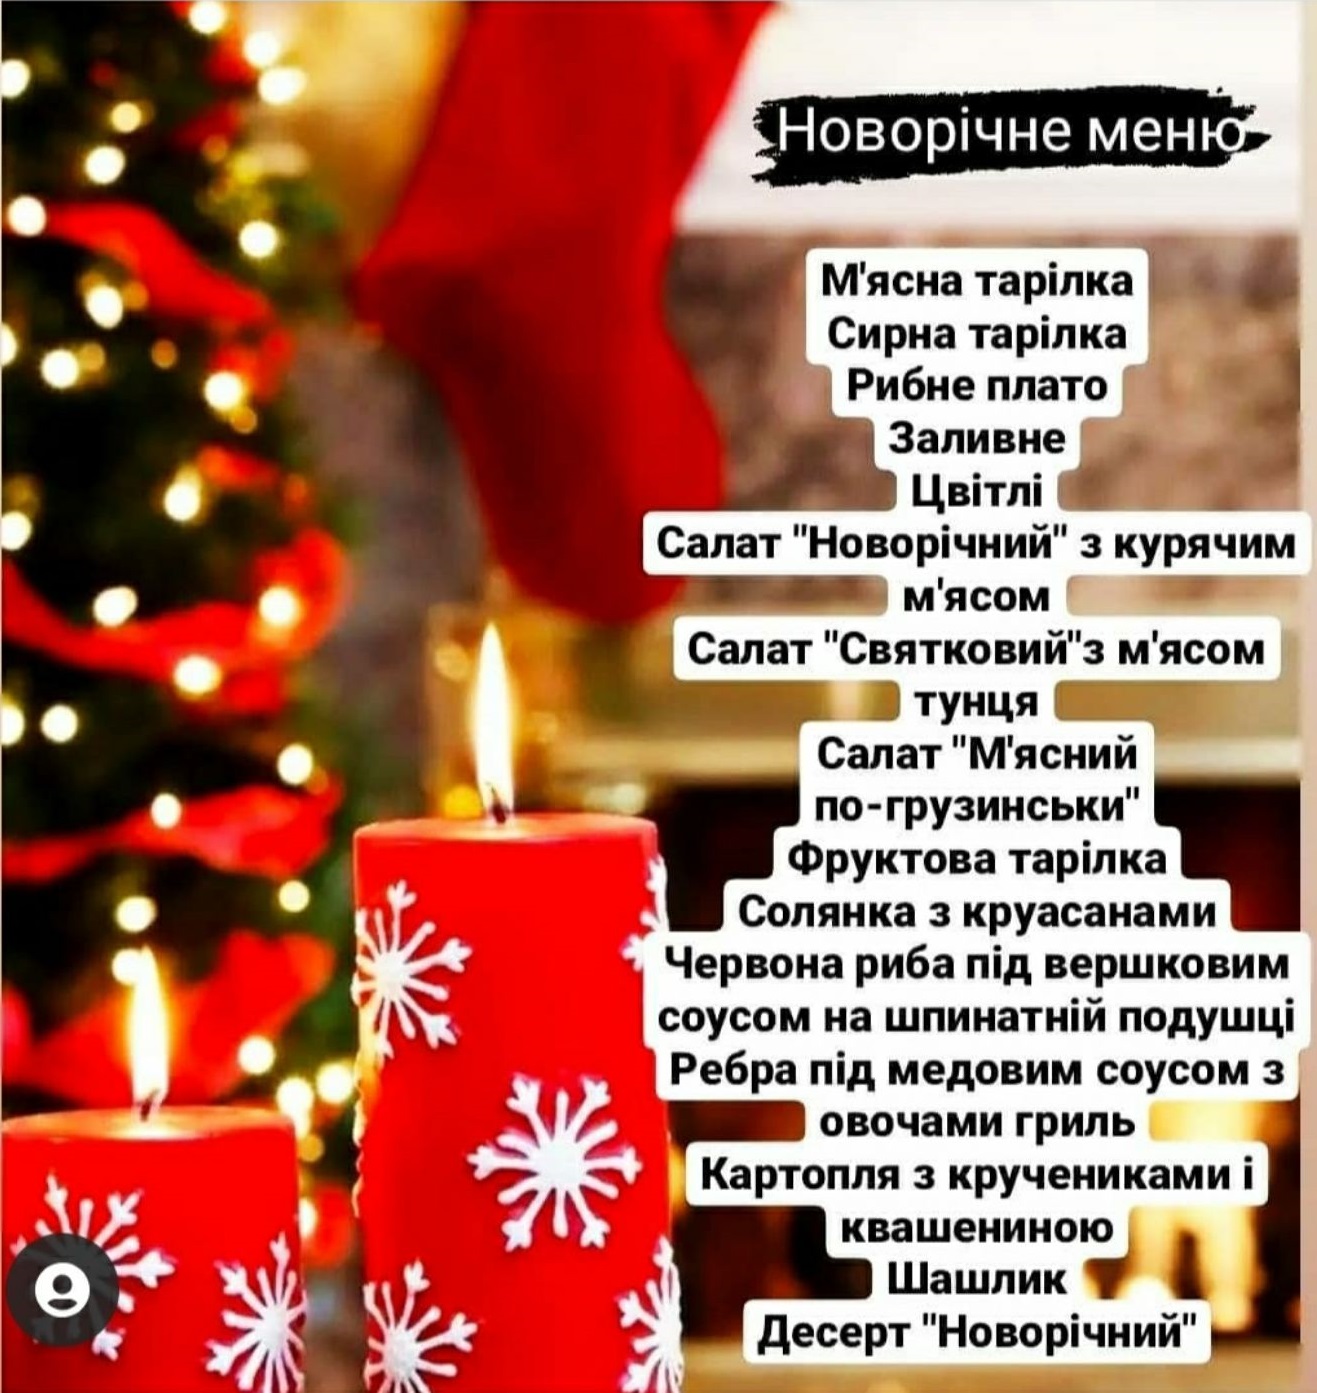 Новорічне меню
М'ясна тарілка
Сирна тарілка
Рибне плато
Заливне
Цвітлі
Салат "Новорічний" з курячим
м'ясом
Салат "Святковий"з м'ясом
тунця
Салат "М'ясний
по-грузинськи"
Фруктова тарілка
Солянка з круасанами
Червона риба під вершковим
соусом на шпинатній подушці
Ребра під медовим соусом з
овочами гриль
Картопля з кручениками і
квашениною
Шашлик
Десерт "Новорічний"